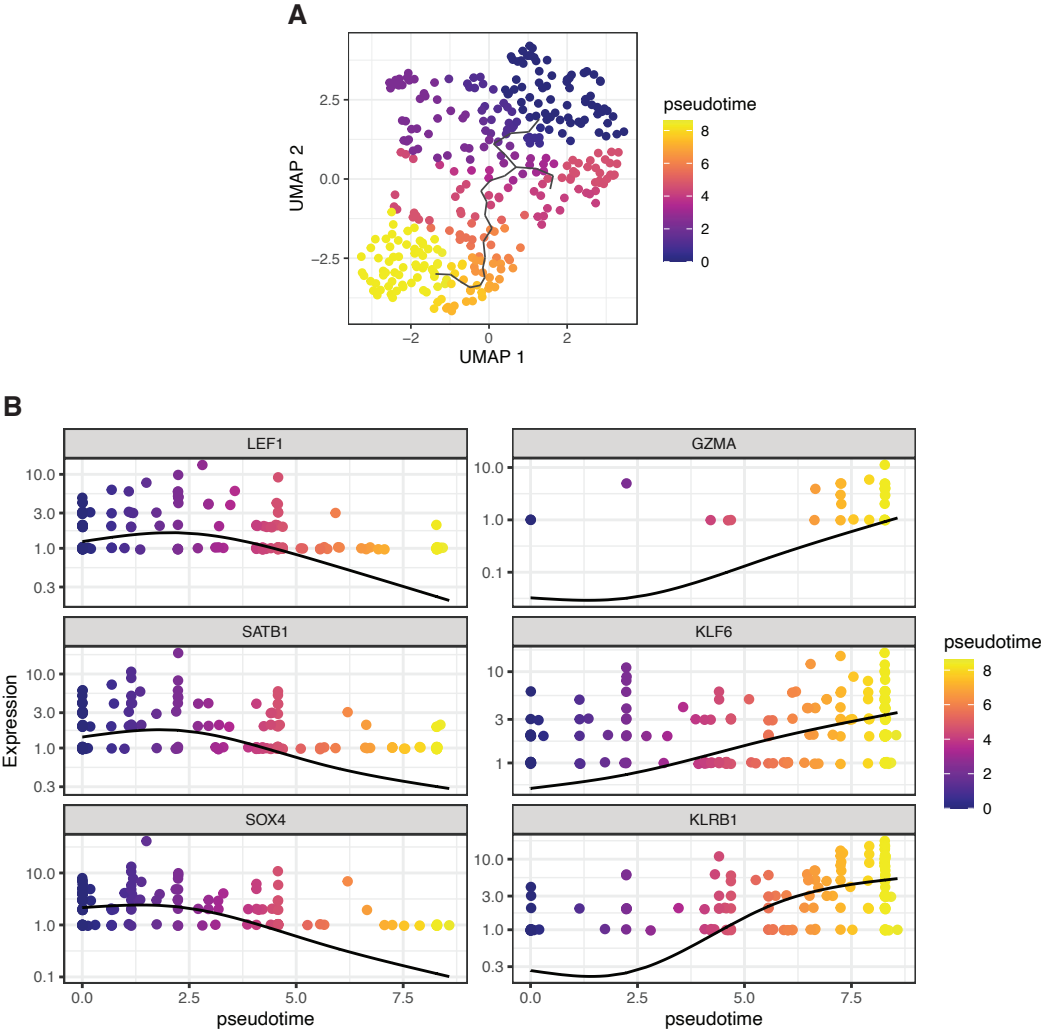 A
UMAP 2
2.5
0.0
−2.5
−2 0 2
UMAP 1
pseudotime
8
6
4
2
0
B
Expression
LEF1
10.0
3.0
1.0
0.3
GZMA
10.0
1.0
0.1
SATB1
10.0
3.0
1.0
0.3
KLF6
10
3
1
SOX4
10.0
1.0
0.1
0.0 2.5 5.0 7.5
pseudotime
KLRB1
10.0
3.0
1.0
0.3
0.0 2.5 5.0 7.5
pseudotime
pseudotime
8
6
4
2
0